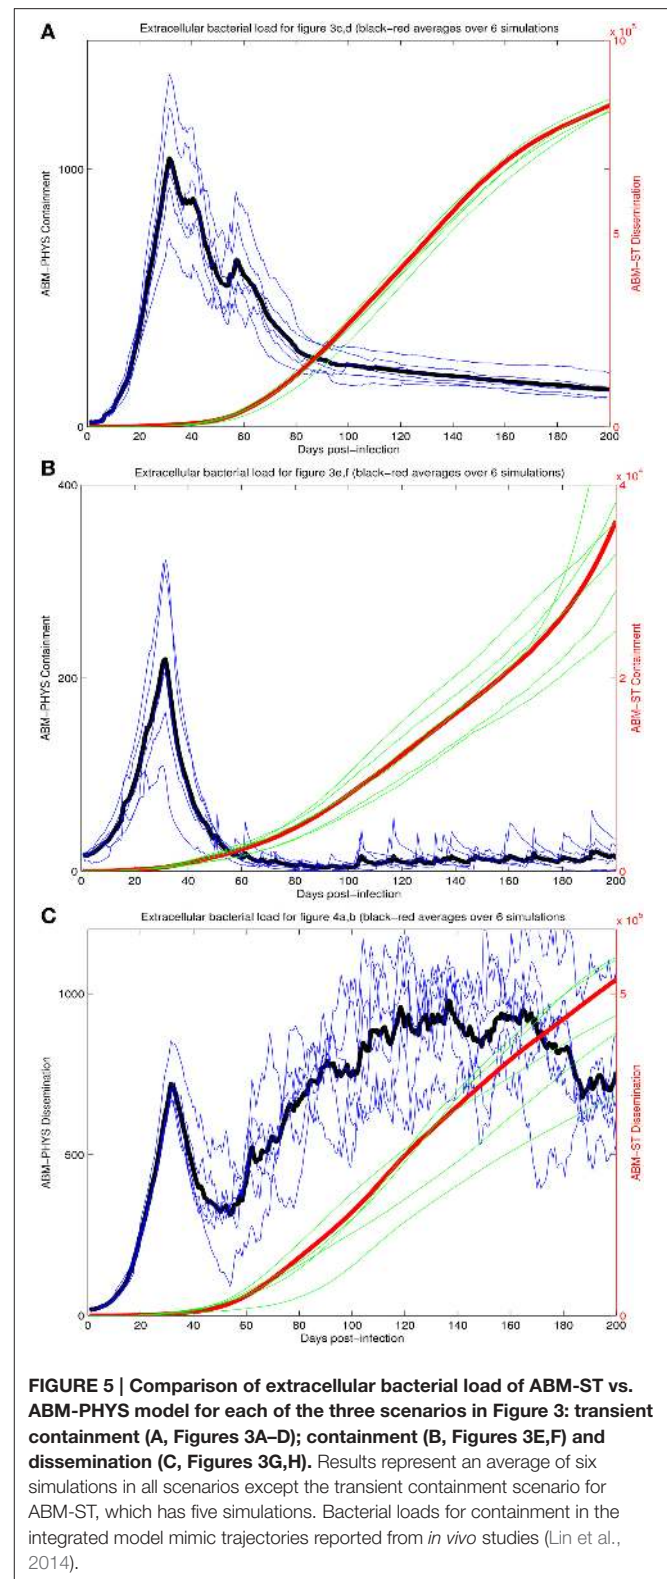 A
Extracellular bacterial load for figure 3c,d (black-red averages over 6 simulations
1000
0
ABM-PHYS Containment
ABM-ST Dissemination
10
5
0
0 20 40 60 80 100 120 140 160 180 200
Days post-infection
B
Extracellular bacterial load for figure 3e,f (black-red averages over 6 simulations)
400
200
0
ABM-PHYS Containment
ABM-ST Containment
4
2
0
0 20 40 60 80 100 120 140 160 180 200
Days post-infection
C
Extracellular bacterial load for figure 4a,b (black-red averages over 6 simulations
1000
500
0
ABM-PHYS Dissemination
ABM-ST Dissemination
5
0
0 20 40 60 80 100 120 140 160 180 200
Days post-infection
FIGURE 5 | Comparison of extracellular bacterial load of ABM-ST vs.
ABM-PHYS model for each of the three scenarios in Figure 3: transient
containment (A, Figures 3A–D); containment (B, Figures 3E,F) and
dissemination (C, Figures 3G,H). Results represent an average of six
simulations in all scenarios except the transient containment scenario for
ABM-ST, which has five simulations. Bacterial loads for containment in the
integrated model mimic trajectories reported from in vivo studies (Lin et al.,
2014).